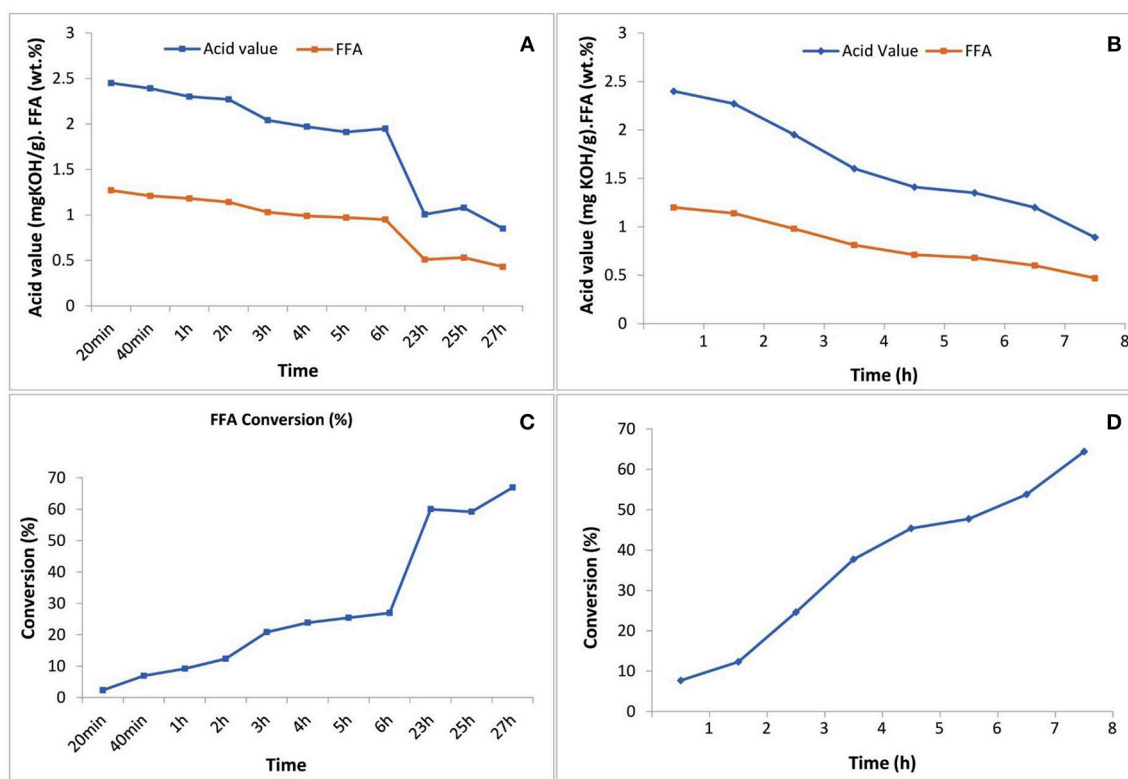 A
Acid value FFA
Acid value (mgKOH/g). FFA (wt.%)
3
2.5
2
1.5
1
0.5
0
20min 40min 1h 2h 3h 4h 5h 6h 23h 25h 27h
Time
B
Acid Value FFA
Acid value (mg KOH/g).FFA (wt.%)
3
2.5
2
1.5
1
0.5
0
1 2 3 4 5 6 7 8
Time (h)
FFA Conversion (%)
C
Conversion (%)
70
60
50
40
30
20
10
0
20min 40min 1h 2h 3h 4h 5h 6h 23h 25h 27h
Time
D
Conversion (%)
70
60
50
40
30
20
10
0
1 2 3 4 5 6 7 8
Time (h)